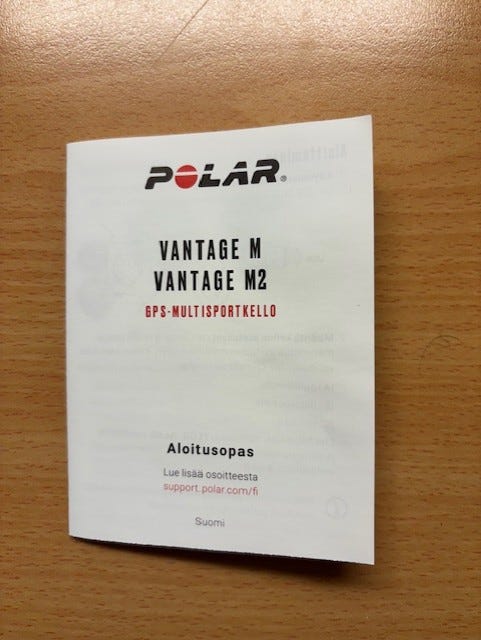 POLAR®
VANTAGE M
VANTAGE M2
GPS-MULTISPORTKELLO
Aloitusopas
Lue lisää osoitteesta
support.polar.com/fi
Suomi